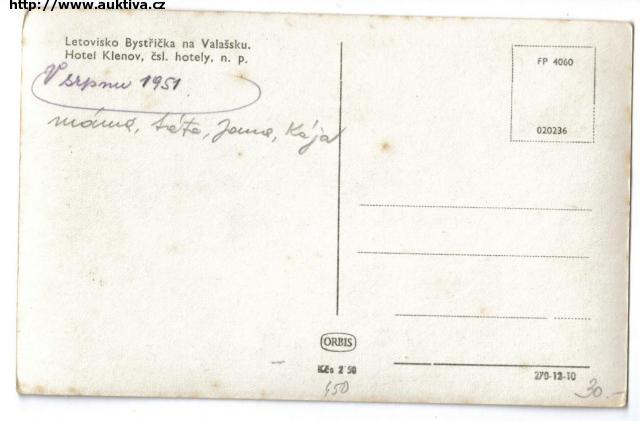 http://www.auktiva.cz
Letovisko Bystřička na Valašsku.
Hotel Klenov, čsl. hotely, n. p.
V srpnu 1951.
máma, táta, Jana, Kája
FP 4060
020236
ORBIS
Kčs 2 50
450
270-12-10
30.-